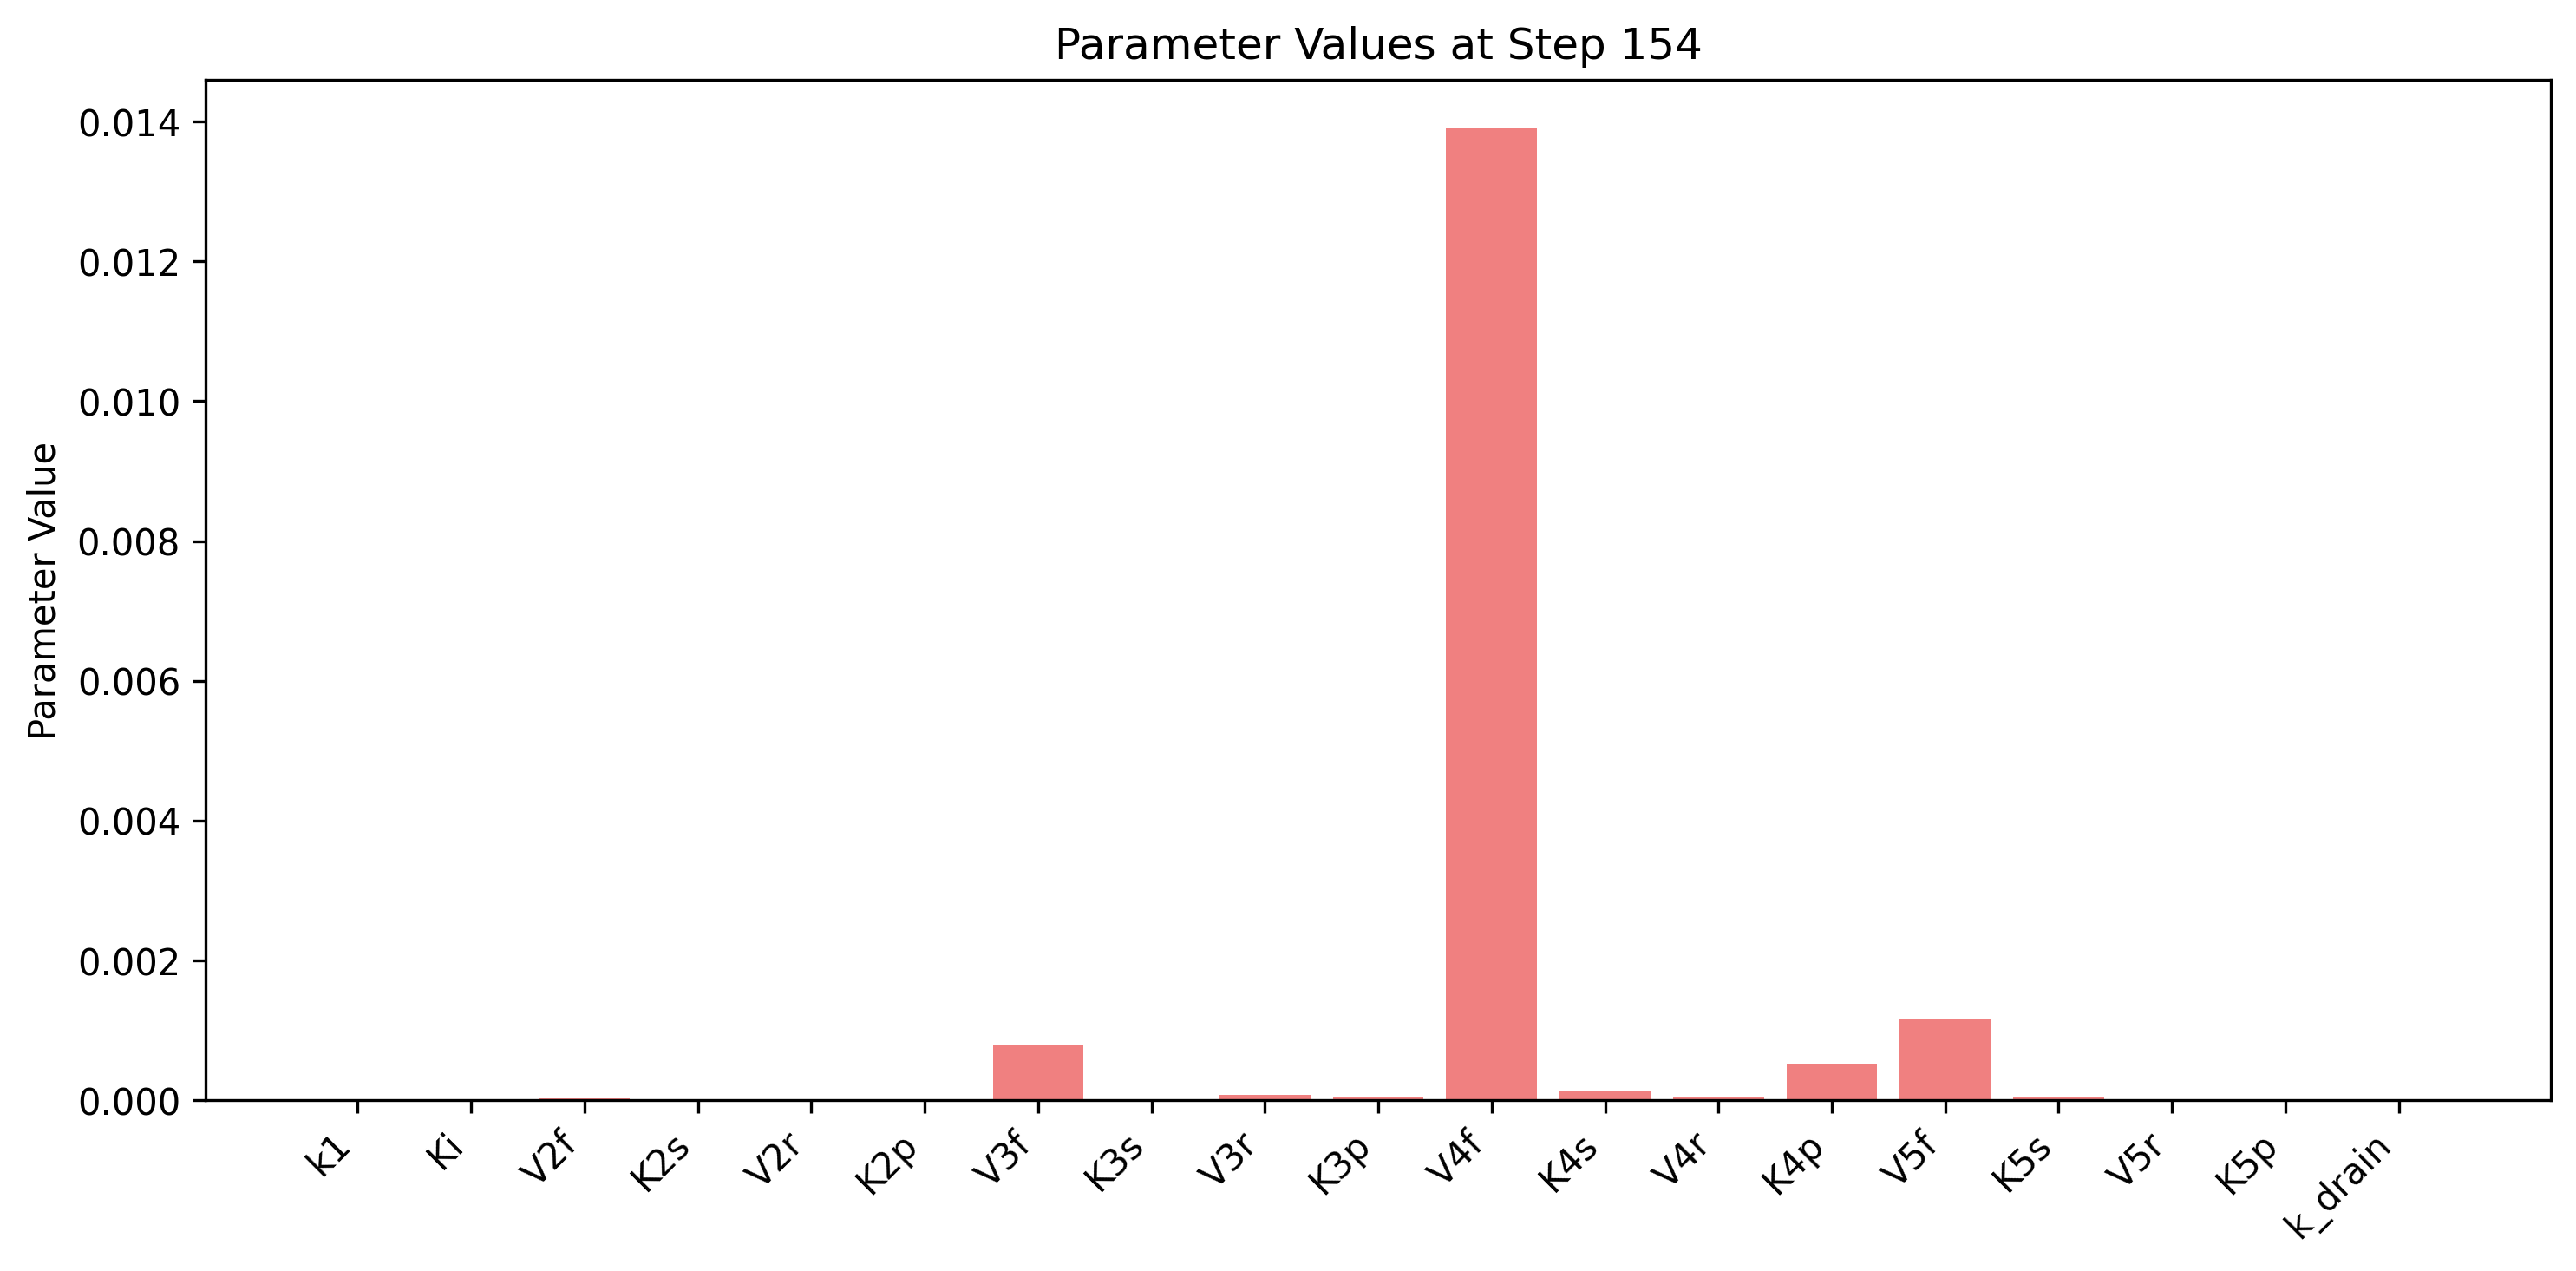 Parameter Values at Step 154
Parameter Value
0.014
0.012
0.010
0.008
0.006
0.004
0.002
0.000
k1
Ki
V2f
K2s
V2r
K2p
V3f
K3s
V3r
K3p
V4f
K4s
V4r
K4p
V5f
K5s
V5r
K5p
k_drain